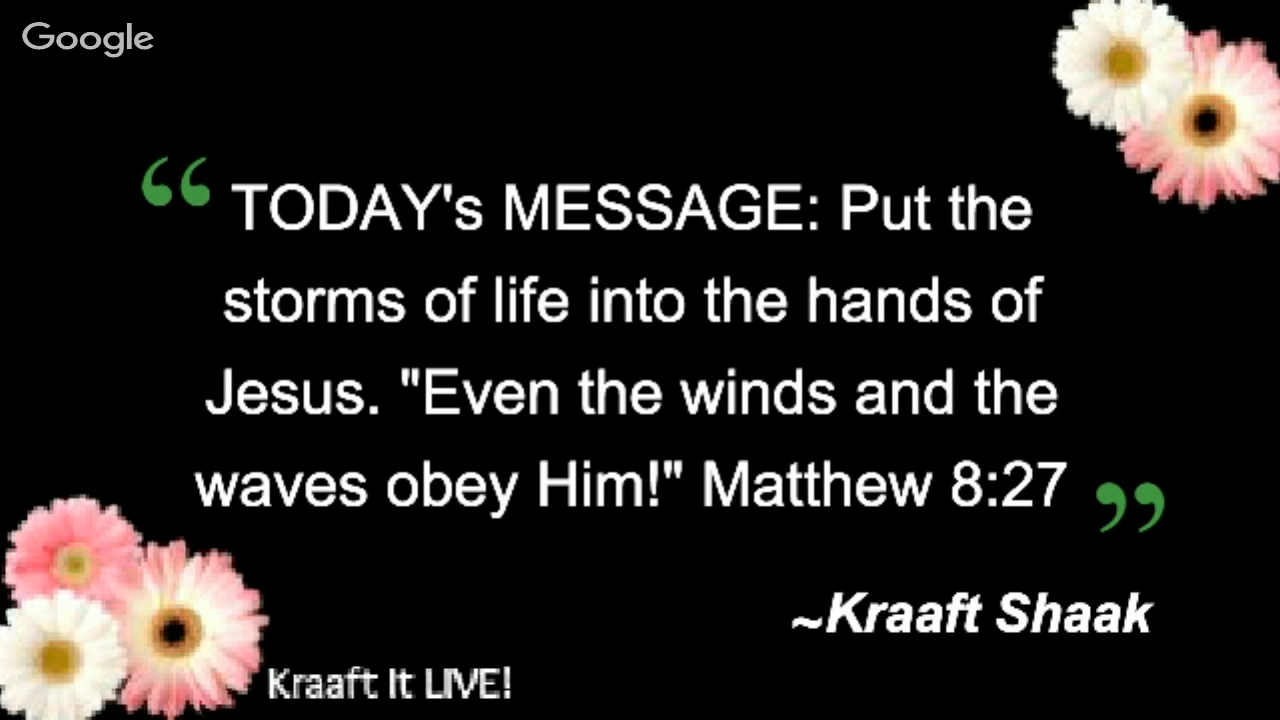 Google
“ TODAY's MESSAGE: Put the
storms of life into the hands of
Jesus. "Even the winds and the
waves obey Him!" Matthew 8:27 ”
~Kraaft Shaak
Kraaft It LIVE!